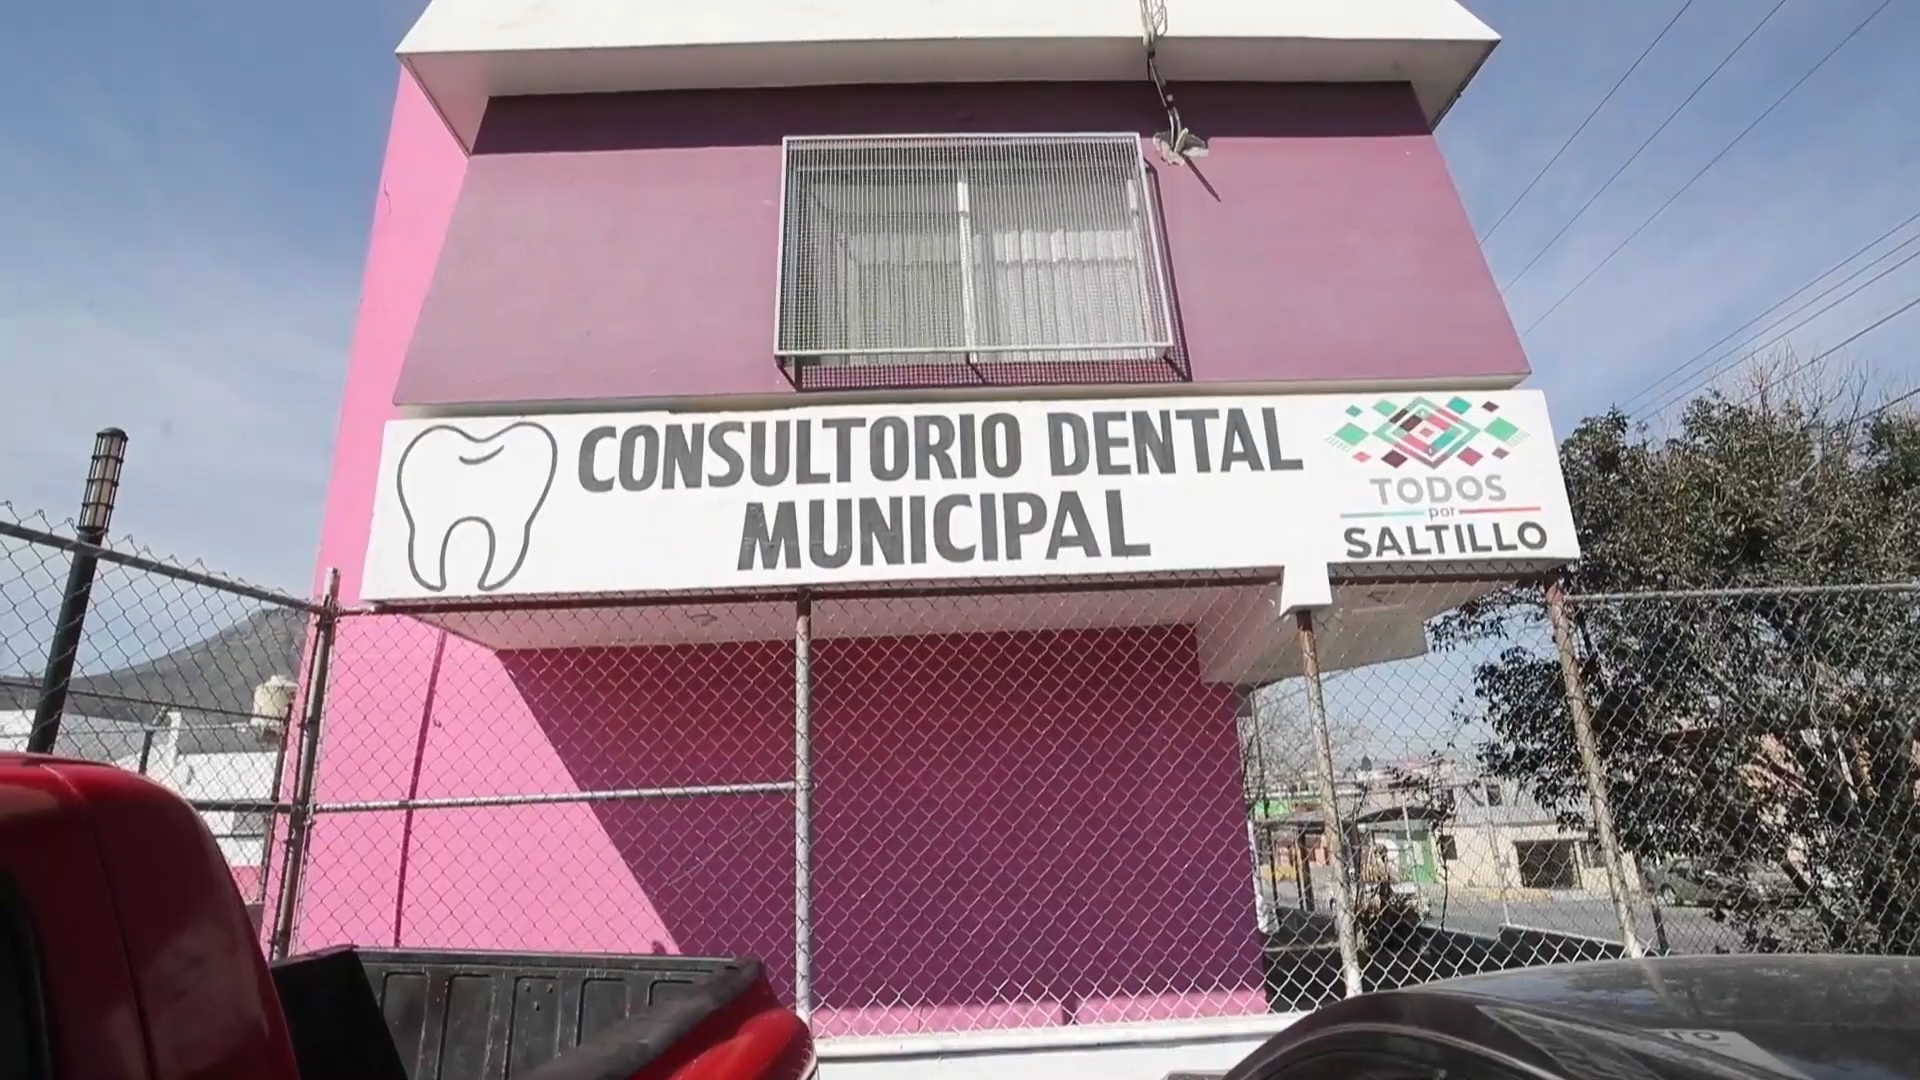 CONSULTORIO DENTAL
MUNICIPAL
TODOS
por
SALTILLO